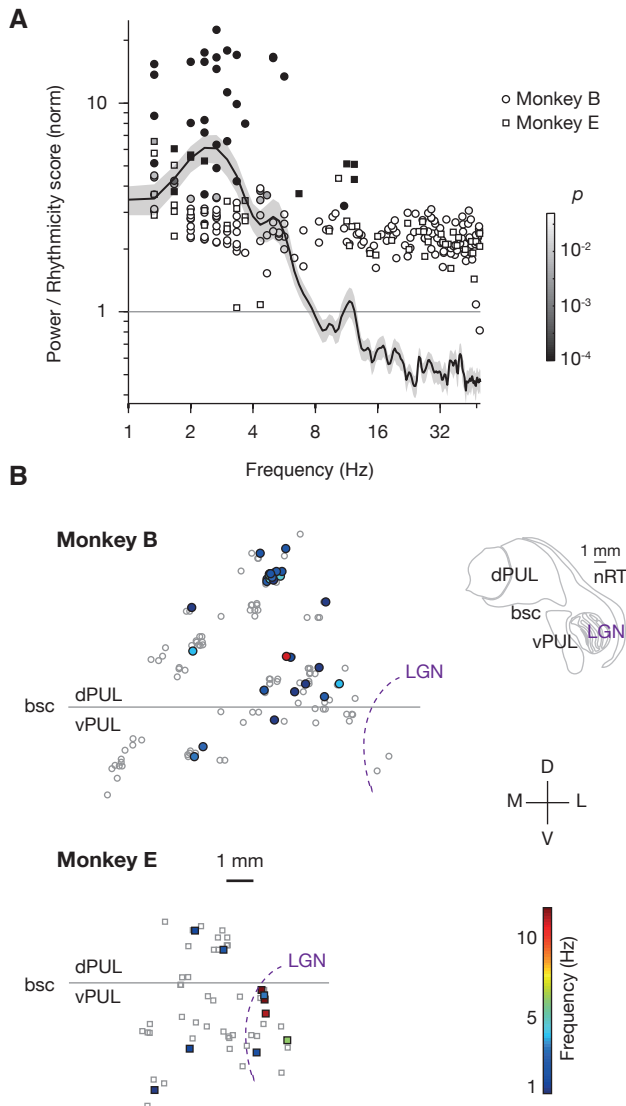 A
Power / Rhythmicity score (norm)
10
1
1 2 4 8 16 32
Frequency (Hz)
Monkey B
Monkey E
p
10-2
10-3
10-4
B
Monkey B
LGN
bsc
dPUL
vPUL
1 mm
nRT
dPUL
bsc
vPUL
LGN
D
M L
V
Monkey E
1 mm
LGN
bsc
dPUL
vPUL
10
5
1
Frequency (Hz)